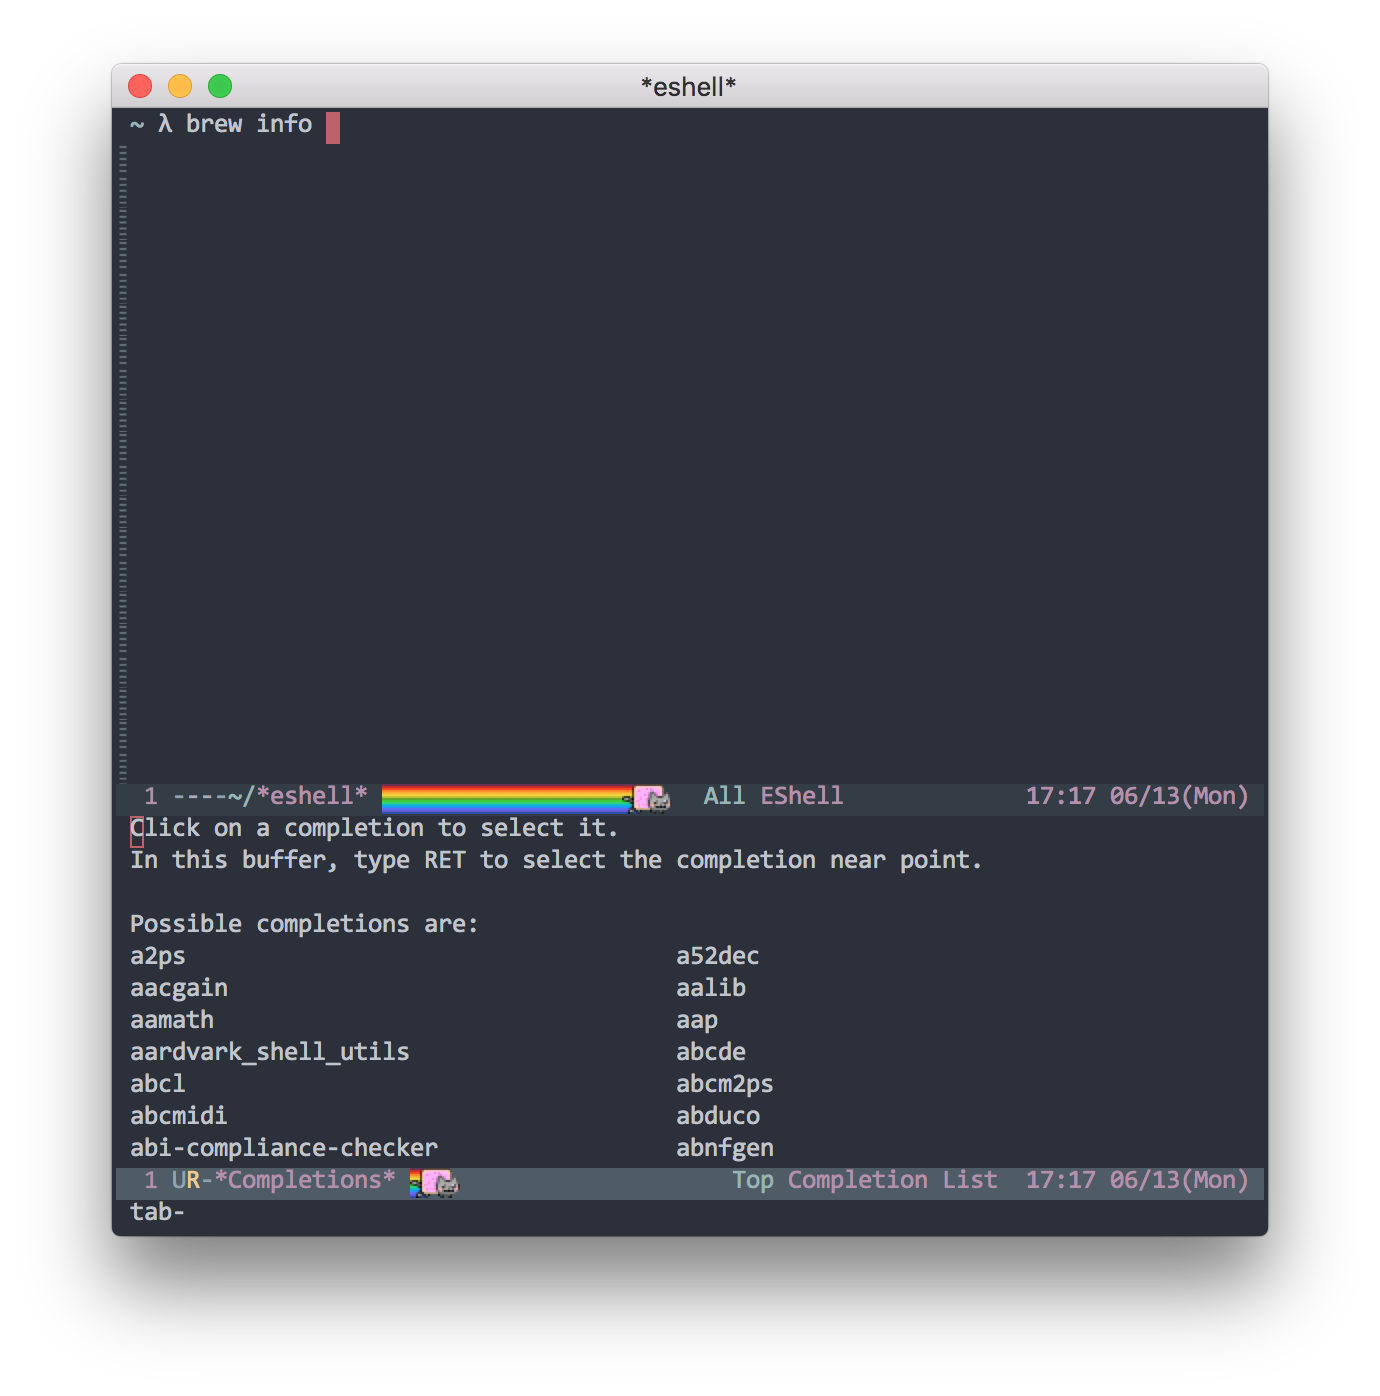 *eshell*
~ λ brew info
1 ----~/*eshell* All EShell 17:17 06/13(Mon)
Click on a completion to select it.
In this buffer, type RET to select the completion near point.
Possible completions are:
a2ps a52dec
aacgain aalib
aamath aap
aardvark_shell_utils abcde
abcl abcm2ps
abcmidi abduco
abi-compliance-checker abnfgen
1 UR-*Completions* Top Completion List 17:17 06/13(Mon)
tab-